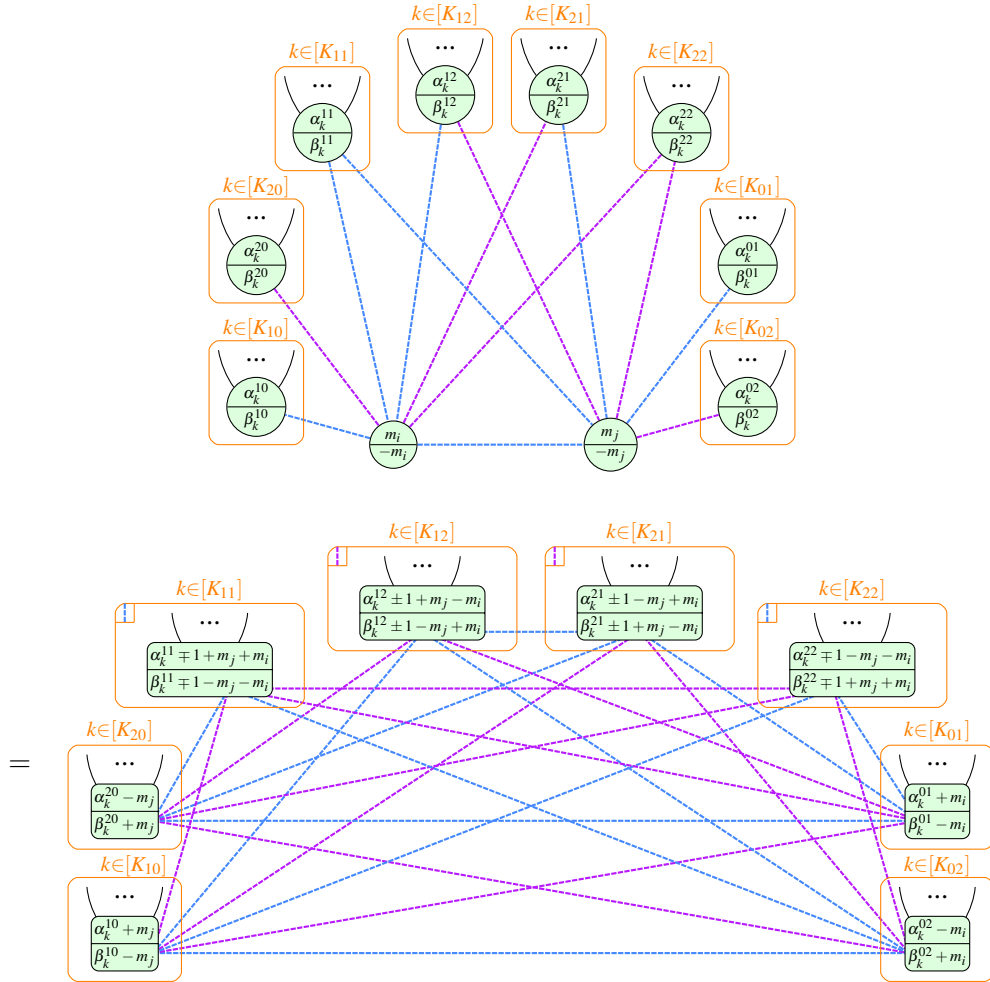 k∈[K₁₂] k∈[K₂₁]
... ...
k∈[K₁₁] α_k^{12} α_k^{21} k∈[K₂₂]
... β_k^{12} β_k^{21} ...
α_k^{11} α_k^{22}
β_k^{11} β_k^{22}
k∈[K₂₀] k∈[K₀₁]
... ...
α_k^{20} α_k^{01}
β_k^{20} β_k^{01}
k∈[K₁₀] k∈[K₀₂]
... ...
α_k^{10} α_k^{02}
β_k^{10} β_k^{02}
m_i m_j
−m_i −m_j
k∈[K₁₂] k∈[K₂₁]
... ...
k∈[K₁₁] α_k^{12} ± 1 + m_j − m_i α_k^{21} ± 1 − m_j + m_i k∈[K₂₂]
... β_k^{12} ± 1 − m_j + m_i β_k^{21} ± 1 + m_j − m_i ...
α_k^{11} ∓ 1 + m_j + m_i α_k^{22} ∓ 1 − m_j − m_i
β_k^{11} ∓ 1 − m_j − m_i β_k^{22} ∓ 1 + m_j + m_i
k∈[K₂₀] k∈[K₀₁]
= ... ...
α_k^{20} − m_j α_k^{01} + m_i
β_k^{20} + m_j β_k^{01} − m_i
k∈[K₁₀] k∈[K₀₂]
... ...
α_k^{10} + m_j α_k^{02} − m_i
β_k^{10} − m_j β_k^{02} + m_i